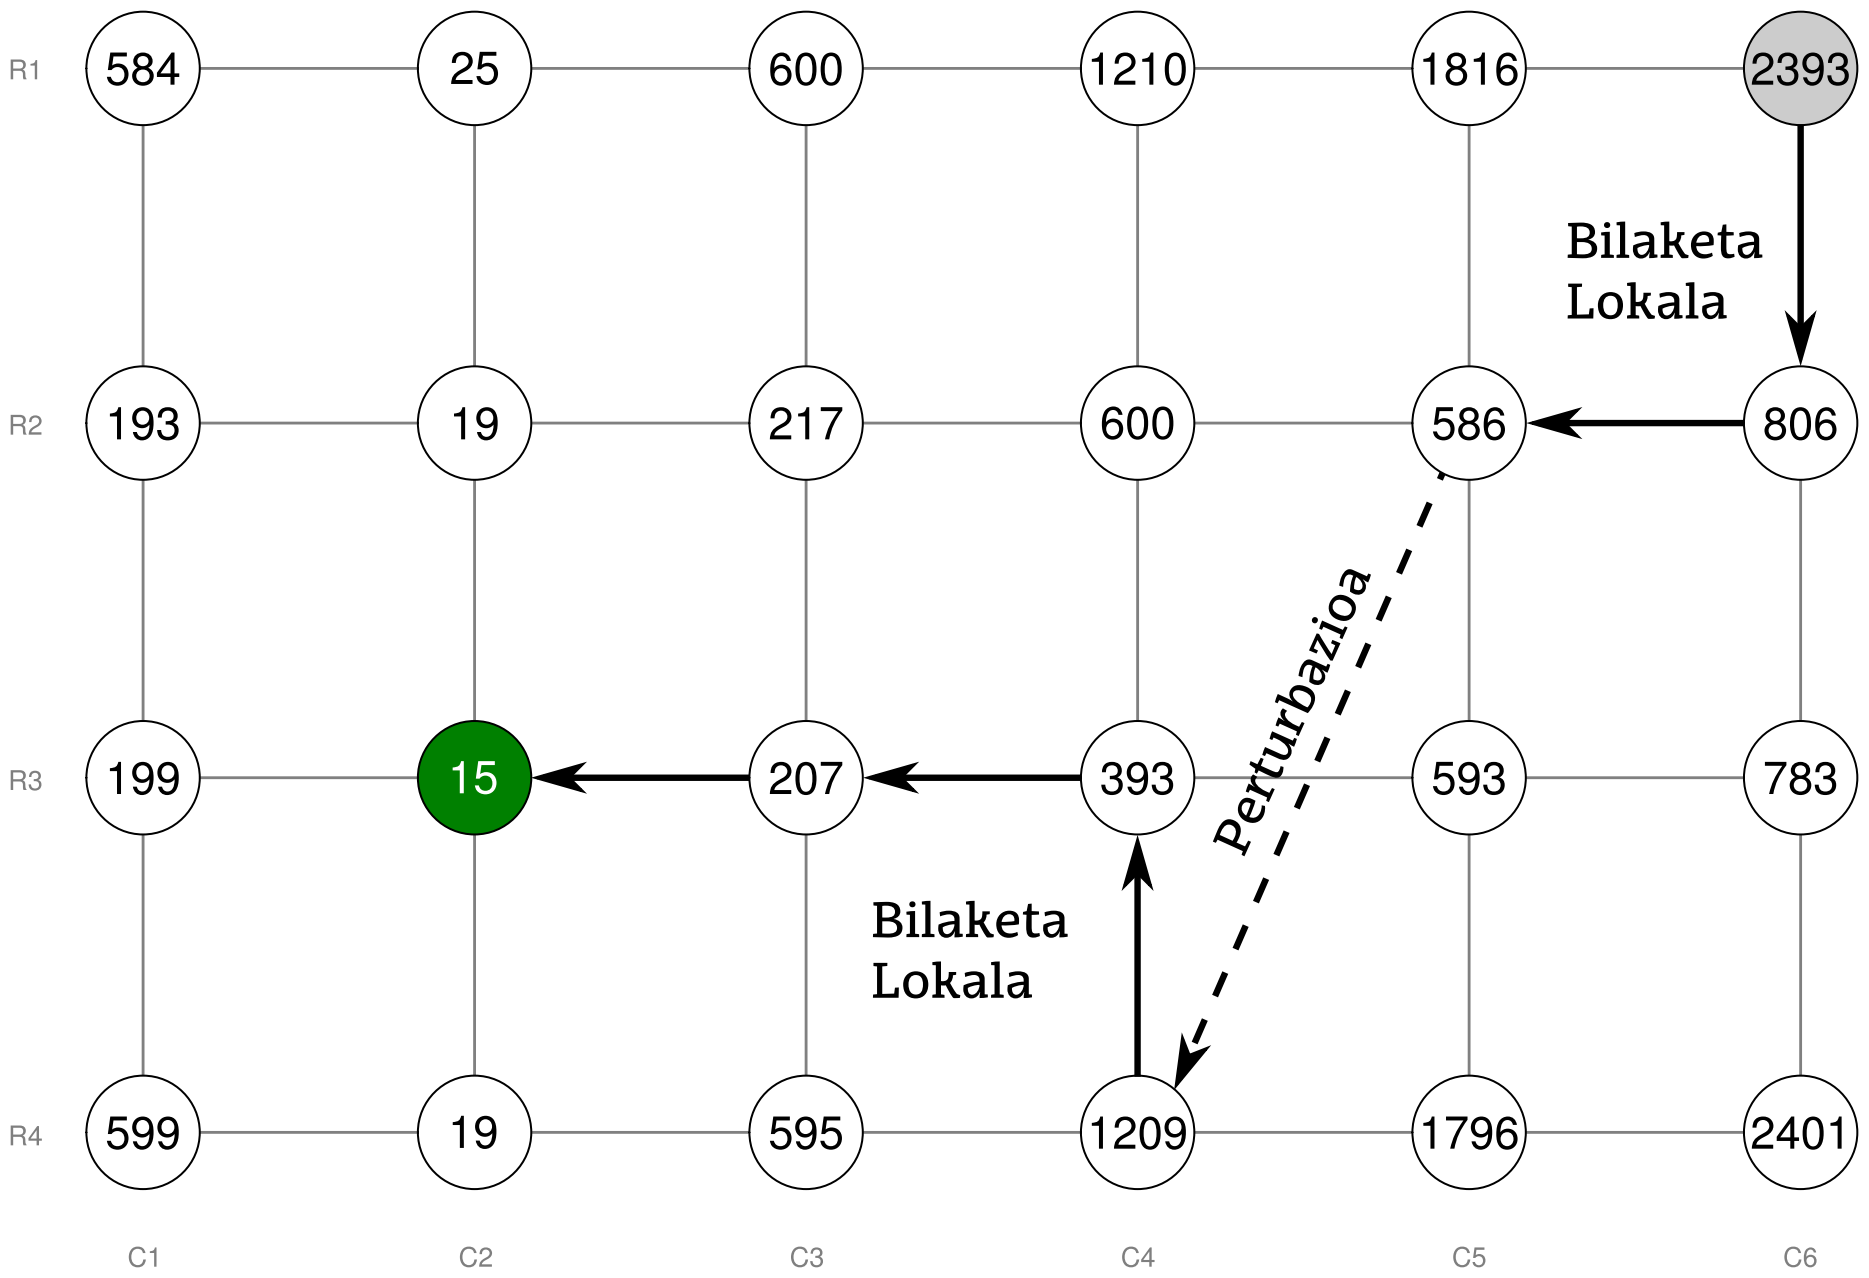 R1 584 25 600 1210 1816 2393
Bilaketa
Lokala
R2 193 19 217 600 586 806
Perturbazioa
R3 199 15 207 393 593 783
Bilaketa
Lokala
R4 599 19 595 1209 1796 2401
C1 C2 C3 C4 C5 C6